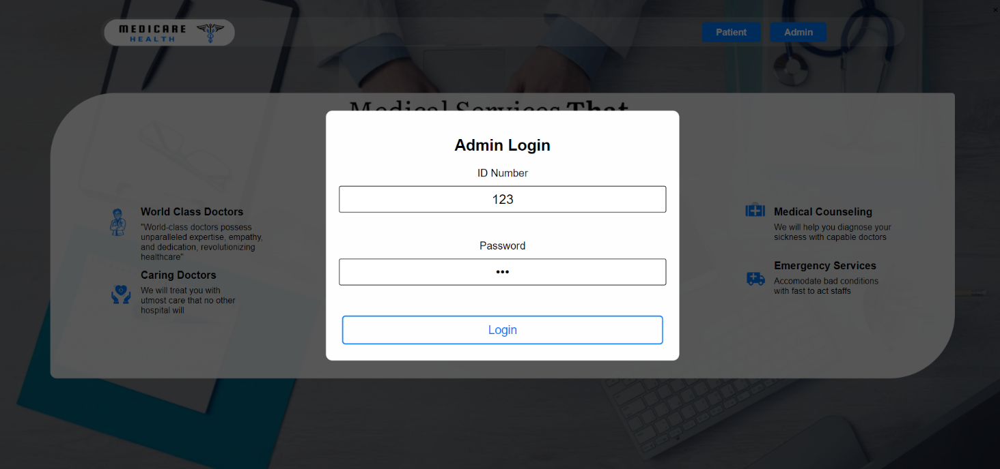 MEDICARE
HEALTH
Patient
Admin
Medical Services That
Admin Login
ID Number
123
Password
•••
Login
World Class Doctors
"World-class doctors possess
unparalleled expertise, empathy,
and dedication, revolutionizing
healthcare"
Caring Doctors
We will treat you with
utmost care that no other
hospital will
Medical Counseling
We will help you diagnose your
sickness with capable doctors
Emergency Services
Accomodate bad conditions
with fast to act staffs